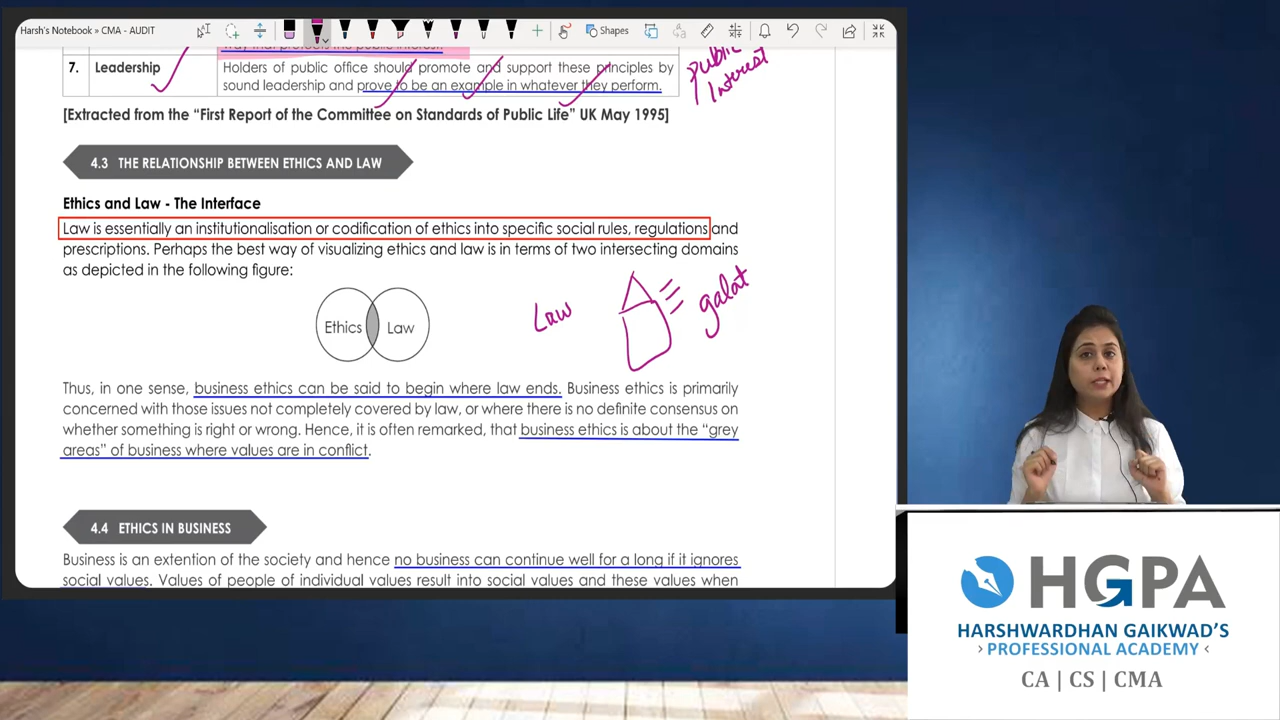 Harsh's Notebook » CMA - AUDIT
Shapes
way that protects the public interest.
7. Leadership
Holders of public office should promote and support these principles by
sound leadership and prove to be an example in whatever they perform.
Public
Interest
[Extracted from the “First Report of the Committee on Standards of Public Life” UK May 1995]
4.3 THE RELATIONSHIP BETWEEN ETHICS AND LAW
Ethics and Law - The Interface
Law is essentially an institutionalisation or codification of ethics into specific social rules, regulations and
prescriptions. Perhaps the best way of visualizing ethics and law is in terms of two intersecting domains
as depicted in the following figure:
Ethics Law
Law
galat
Thus, in one sense, business ethics can be said to begin where law ends. Business ethics is primarily
concerned with those issues not completely covered by law, or where there is no definite consensus on
whether something is right or wrong. Hence, it is often remarked, that business ethics is about the “grey
areas” of business where values are in conflict.
4.4 ETHICS IN BUSINESS
Business is an extention of the society and hence no business can continue well for a long if it ignores
social values. Values of people of individual values result into social values and these values when
HGPA
HARSHWARDHAN GAIKWAD'S
PROFESSIONAL ACADEMY
CA | CS | CMA